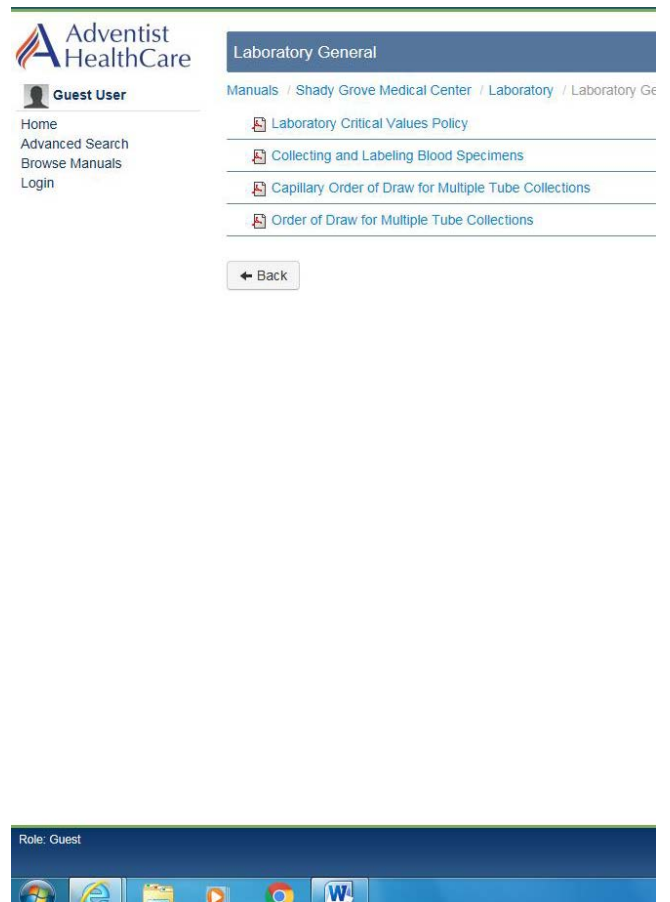 Adventist
HealthCare
Guest User
Home
Advanced Search
Browse Manuals
Login
Laboratory General
Manuals / Shady Grove Medical Center / Laboratory / Laboratory Ge
Laboratory Critical Values Policy
Collecting and Labeling Blood Specimens
Capillary Order of Draw for Multiple Tube Collections
Order of Draw for Multiple Tube Collections
Back
Role: Guest
W